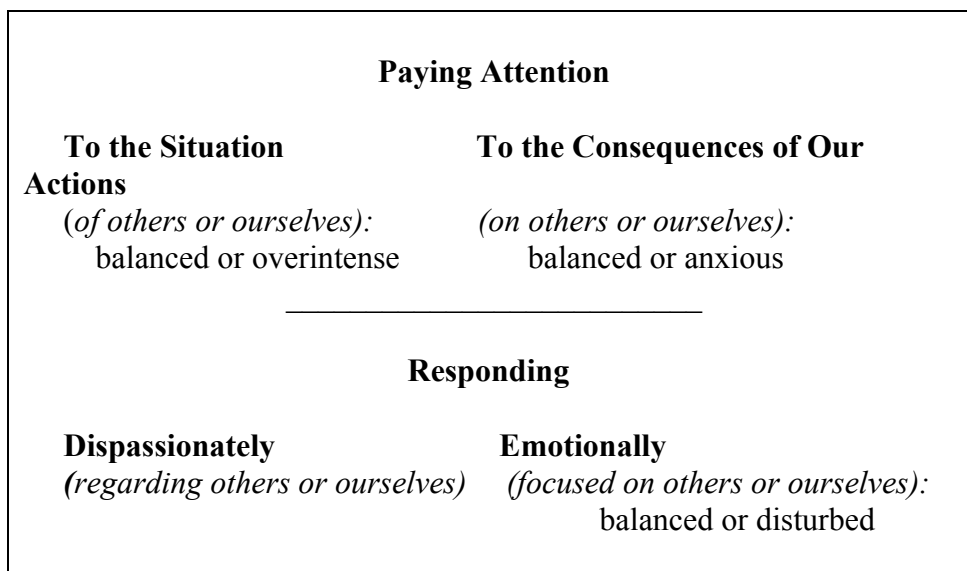 Paying Attention
To the Situation To the Consequences of Our
Actions
(of others or ourselves): (on others or ourselves):
balanced or overintense balanced or anxious
Responding
Dispassionately Emotionally
(regarding others or ourselves) (focused on others or ourselves):
balanced or disturbed